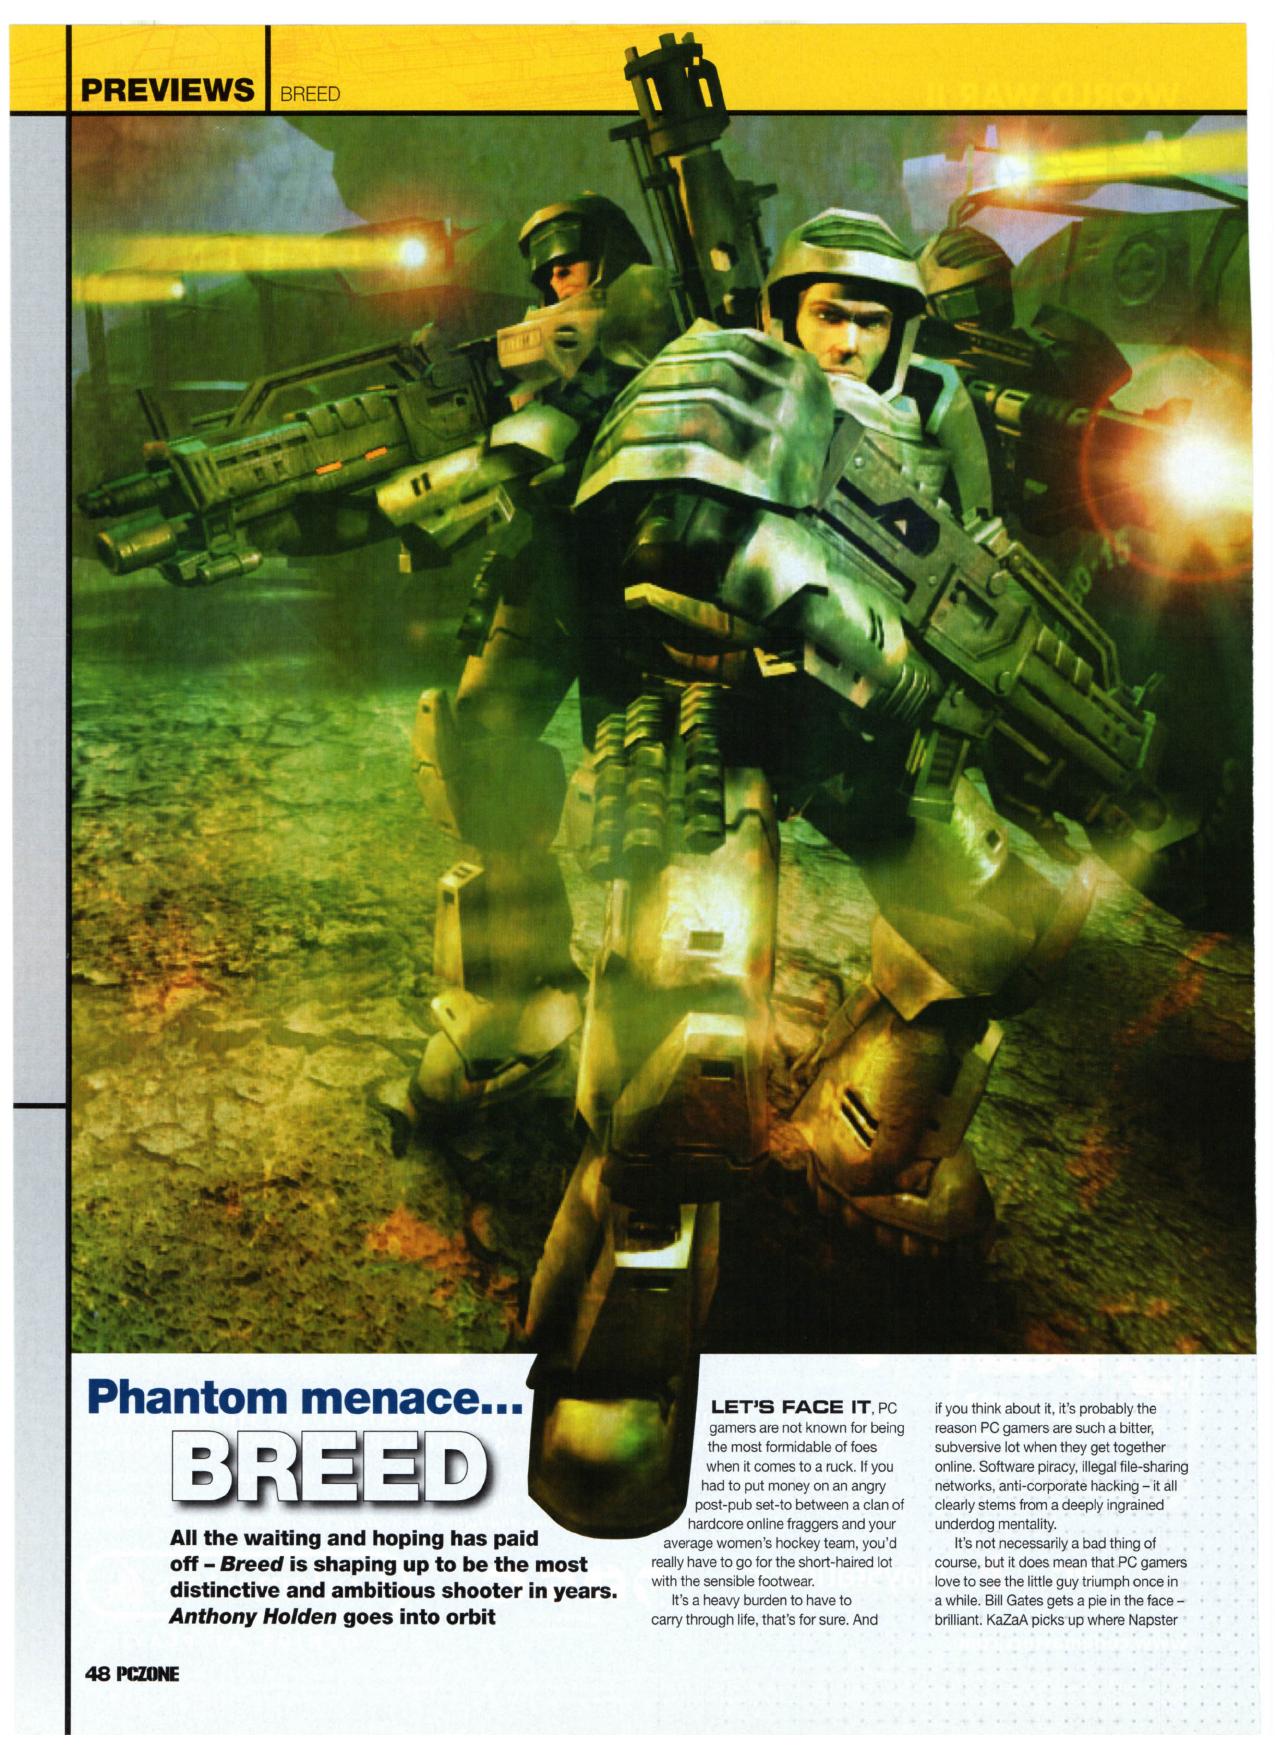 PREVIEWS
BREED
Phantom menace...
BREED
All the waiting and hoping has paid
off – Breed is shaping up to be the most
distinctive and ambitious shooter in years.
Anthony Holden goes into orbit
LET'S FACE IT, PC
gamers are not known for being
the most formidable of foes
when it comes to a ruck. If you
had to put money on an angry
post-pub set-to between a clan of
hardcore online fraggers and your
average women's hockey team, you'd
really have to go for the short-haired lot
with the sensible footwear.
It's a heavy burden to have to
carry through life, that's for sure. And
if you think about it, it's probably the
reason PC gamers are such a bitter,
subversive lot when they get together
online. Software piracy, illegal file-sharing
networks, anti-corporate hacking – it all
clearly stems from a deeply ingrained
underdog mentality.
It's not necessarily a bad thing of
course, but it does mean that PC gamers
love to see the little guy triumph once in
a while. Bill Gates gets a pie in the face –
brilliant. KaZaA picks up where Napster
48 PCZONE